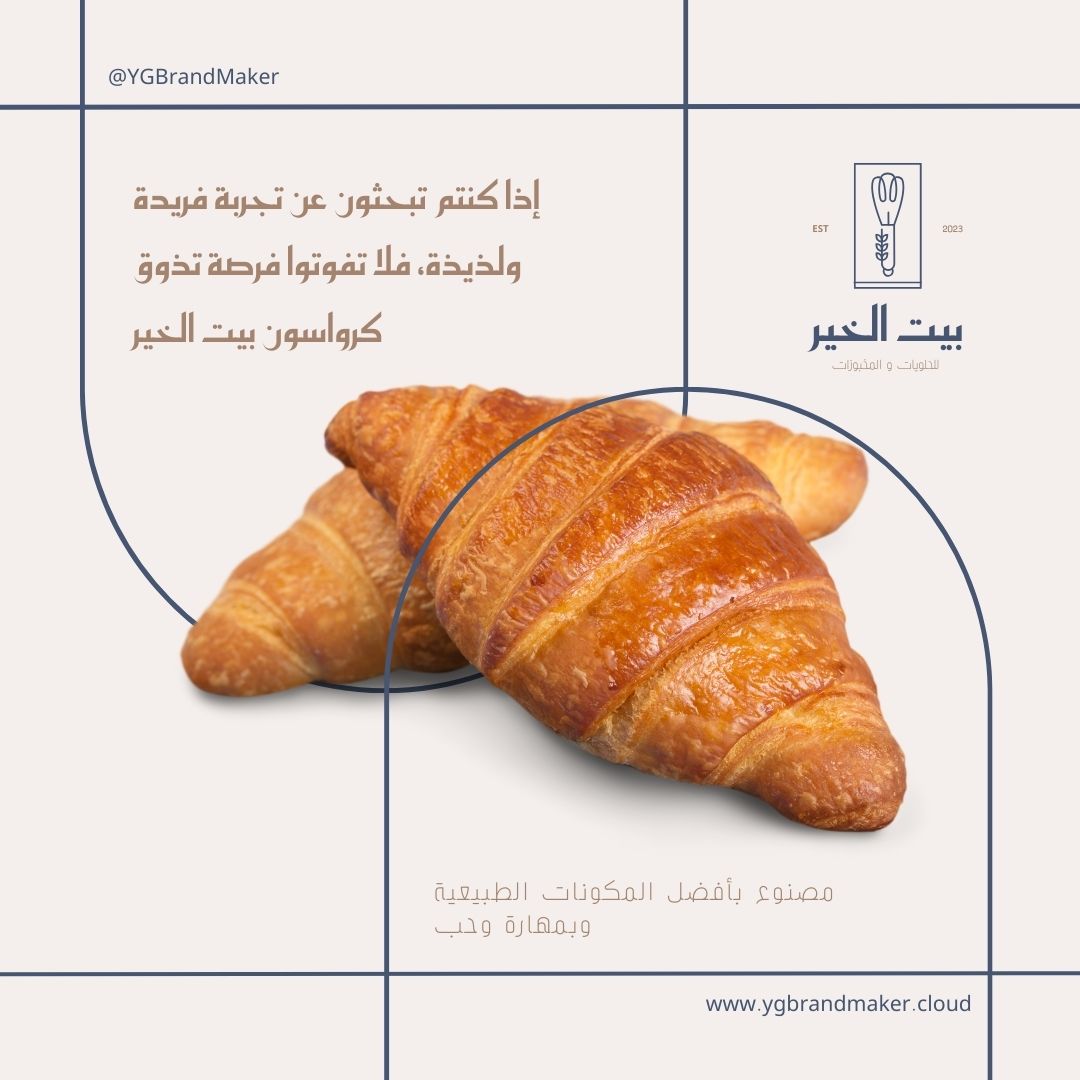 @YGBrandMaker
إذا كنتم تبحثون عن تجربة فريدة
ولذيذة، فلا تفوتوا فرصة تذوق
كرواسون بيت الخير
EST
2023
بيت الخير
للحلويات و المخبوزات
مصنوع بأفضل المكونات الطبيعية
وبمهارة وحب
www.ygbrandmaker.cloud